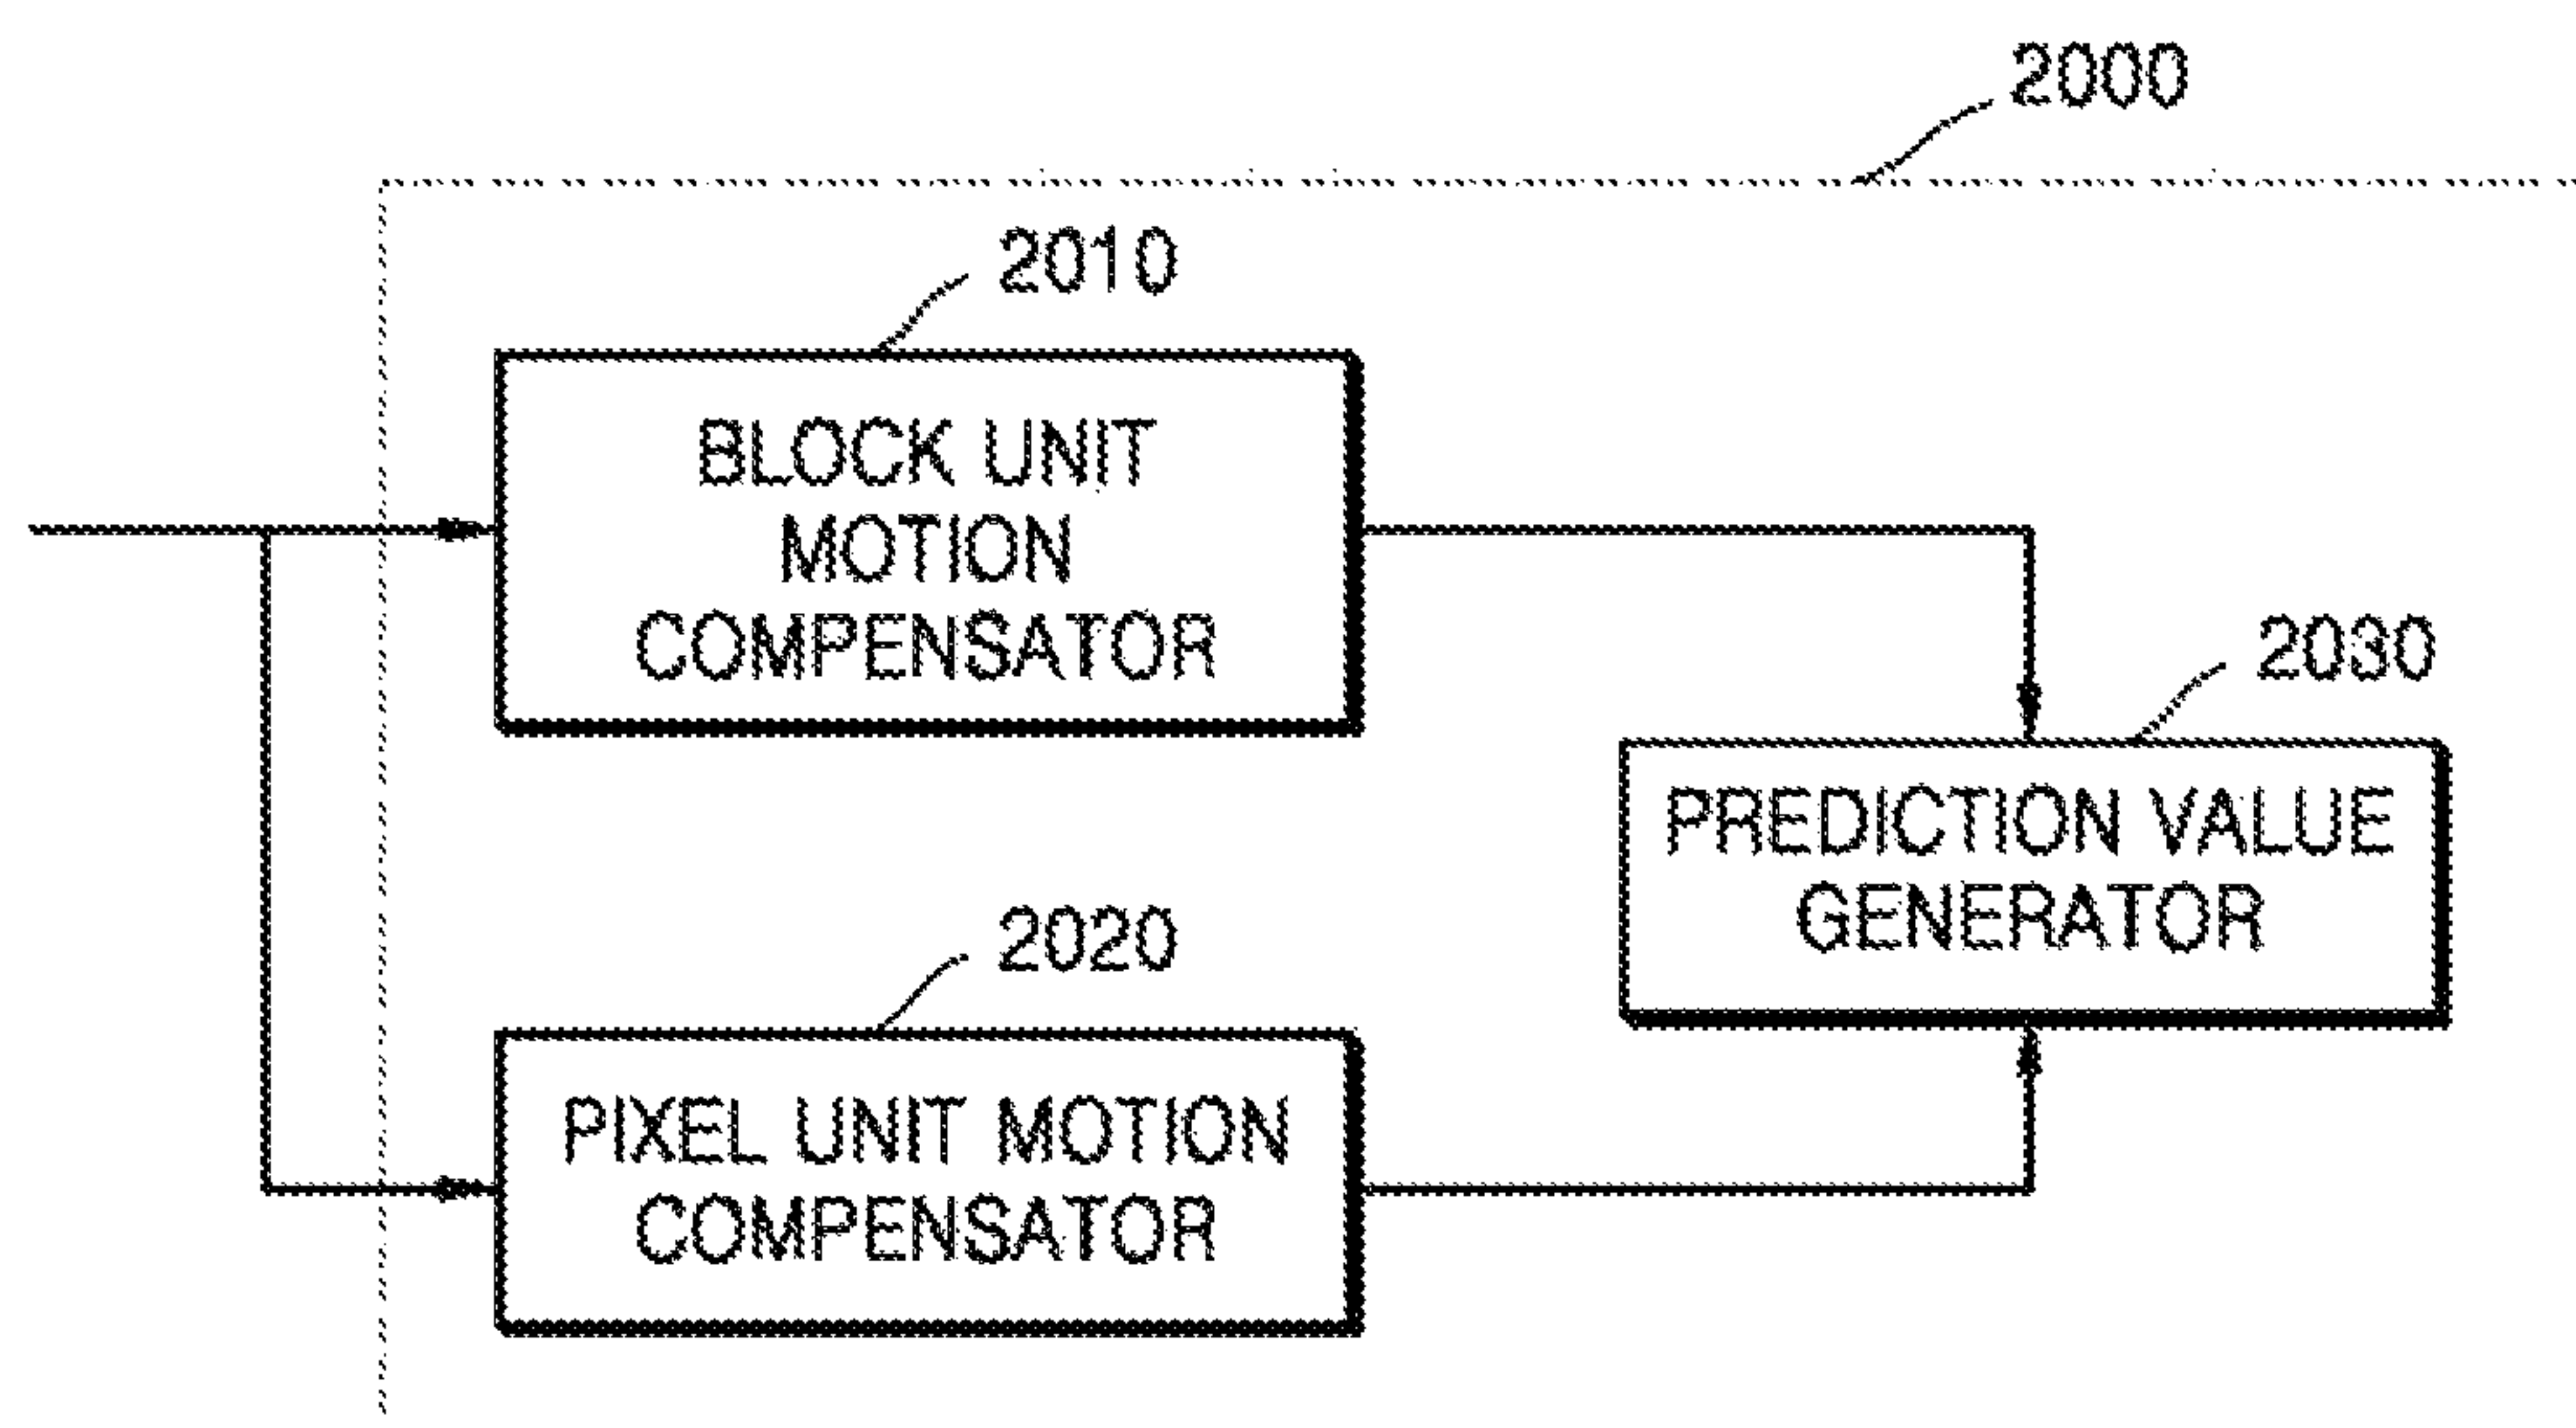 2000
2010
BLOCK UNIT
MOTION
COMPENSATOR
2030
PREDICTION VALUE
GENERATOR
2020
PIXEL UNIT MOTION
COMPENSATOR